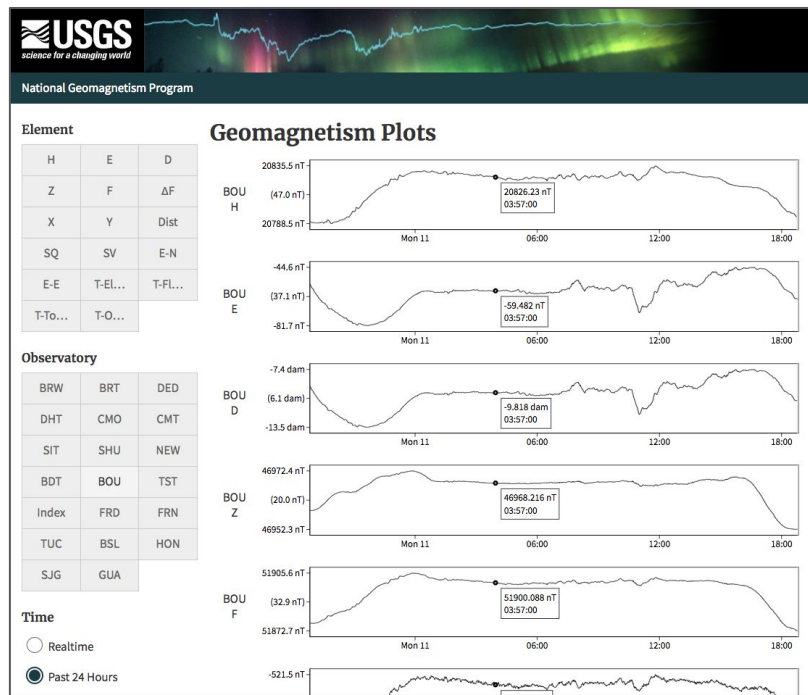 USGS
science for a changing world
National Geomagnetism Program
Element
H E D
Z F ΔF
X Y Dist
SQ SV E-N
E-E T-El... T-Fl...
T-To... T-O...
Observatory
BRW BRT DED
DHT CMO CMT
SIT SHU NEW
BDT BOU TST
Index FRD FRN
TUC BSL HON
SJG GUA
Time
Realtime
Past 24 Hours
Geomagnetism Plots
BOU
H
20835.5 nT
(47.0 nT)
20788.5 nT
20826.23 nT
03:57:00
Mon 11 06:00 12:00 18:00
BOU
E
-44.6 nT
(37.1 nT)
-81.7 nT
-59.482 nT
03:57:00
Mon 11 06:00 12:00 18:00
BOU
D
-7.4 dam
(6.1 dam)
-13.5 dam
-9.818 dam
03:57:00
Mon 11 06:00 12:00 18:00
BOU
Z
46972.4 nT
(20.0 nT)
46952.3 nT
46968.216 nT
03:57:00
Mon 11 06:00 12:00 18:00
BOU
F
51905.6 nT
(32.9 nT)
51872.7 nT
51900.088 nT
03:57:00
Mon 11 06:00 12:00 18:00
-521.5 nT